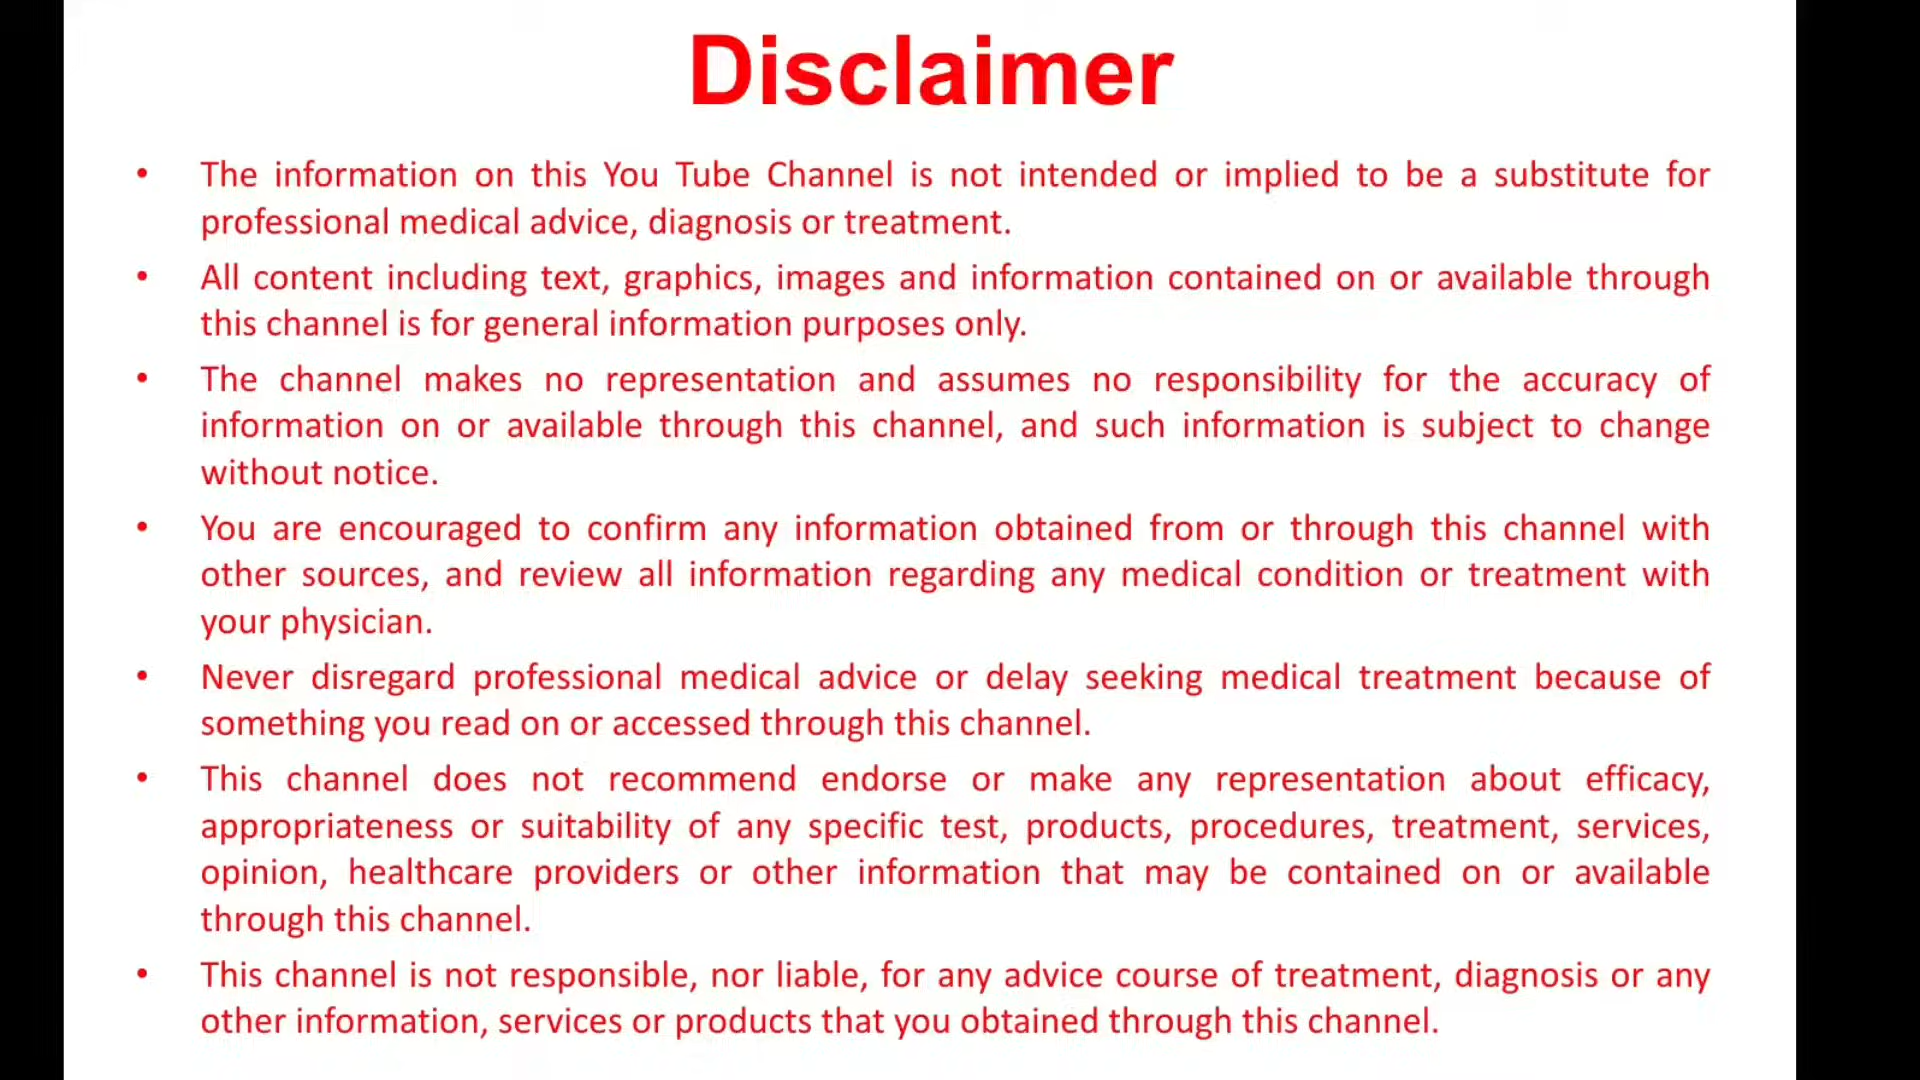 Disclaimer
• The information on this You Tube Channel is not intended or implied to be a substitute for
professional medical advice, diagnosis or treatment.
• All content including text, graphics, images and information contained on or available through
this channel is for general information purposes only.
• The channel makes no representation and assumes no responsibility for the accuracy of
information on or available through this channel, and such information is subject to change
without notice.
• You are encouraged to confirm any information obtained from or through this channel with
other sources, and review all information regarding any medical condition or treatment with
your physician.
• Never disregard professional medical advice or delay seeking medical treatment because of
something you read on or accessed through this channel.
• This channel does not recommend endorse or make any representation about efficacy,
appropriateness or suitability of any specific test, products, procedures, treatment, services,
opinion, healthcare providers or other information that may be contained on or available
through this channel.
• This channel is not responsible, nor liable, for any advice course of treatment, diagnosis or any
other information, services or products that you obtained through this channel.